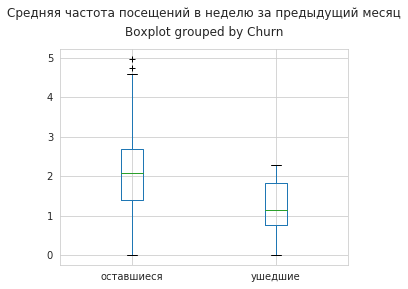 Средняя частота посещений в неделю за предыдущий месяц
Boxplot grouped by Churn
5
4
3
2
1
0
оставшиеся ушедшие